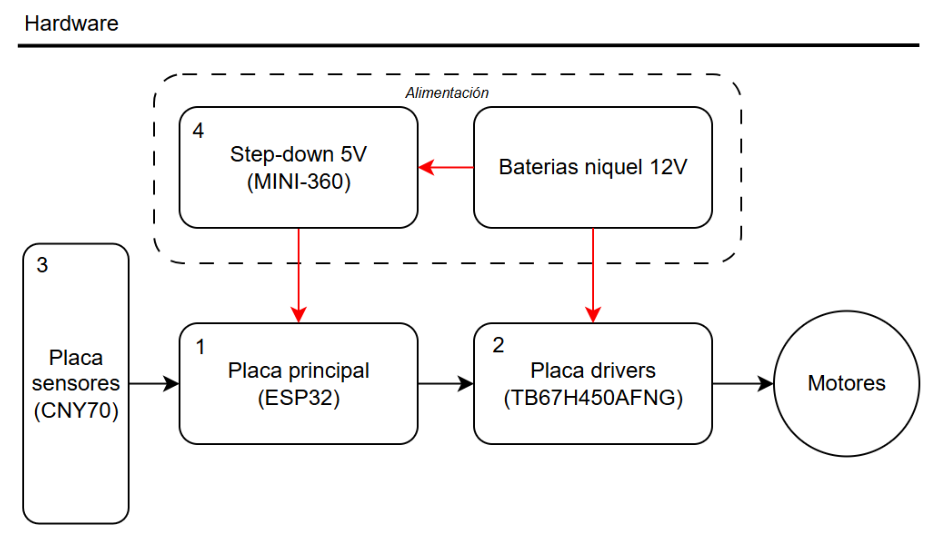 Hardware
Alimentación
4
Step-down 5V
(MINI-360)
Baterias niquel 12V
3
Placa
sensores
(CNY70)
1
Placa principal
(ESP32)
2
Placa drivers
(TB67H450AFNG)
Motores